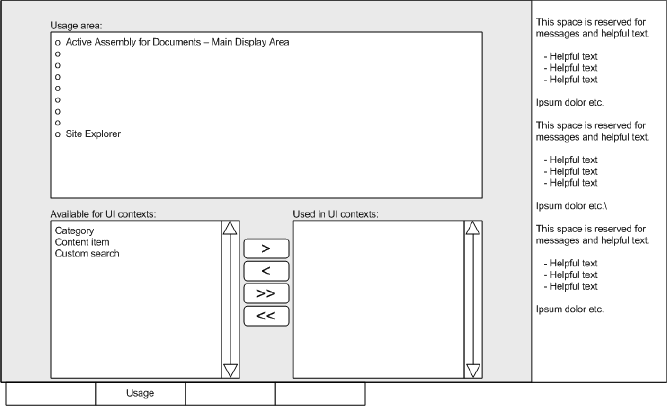 Usage area:
o Active Assembly for Documents – Main Display Area
o
o
o
o
o
o
o
o Site Explorer
Available for UI contexts:
Category
Content item
Custom search
>
<
>>
<<
Used in UI contexts:
This space is reserved for
messages and helpful text.
- Helpful text
- Helpful text
- Helpful text
Ipsum dolor etc.
This space is reserved for
messages and helpful text.
- Helpful text
- Helpful text
- Helpful text
Ipsum dolor etc.\
This space is reserved for
messages and helpful text.
- Helpful text
- Helpful text
- Helpful text
Ipsum dolor etc.
Usage